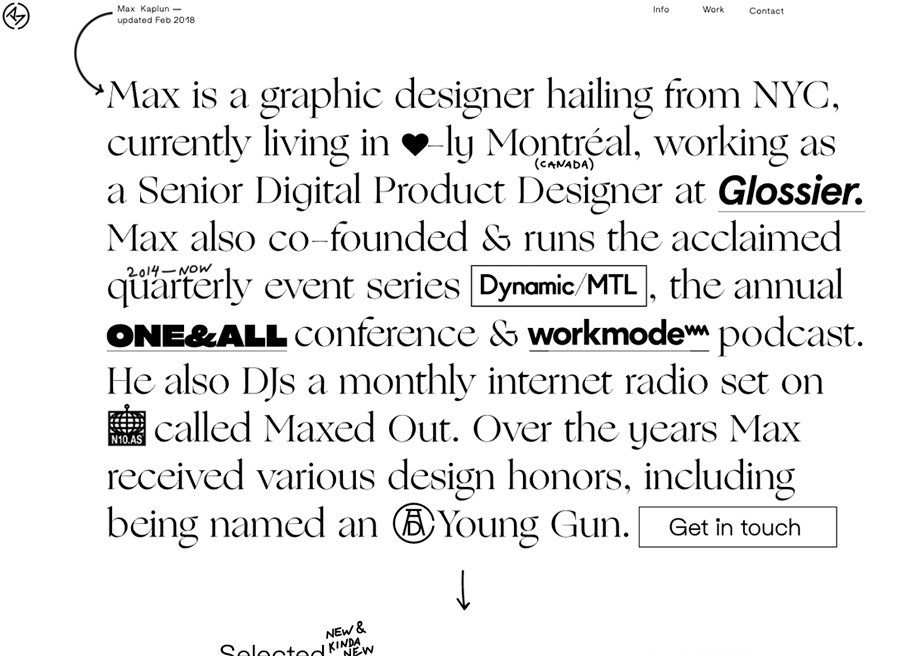 Max Kaplun —
updated Feb 2018
Info Work Contact
Max is a graphic designer hailing from NYC,
currently living in ♥–ly Montréal, working as
(CANADA)
a Senior Digital Product Designer at Glossier.
Max also co–founded & runs the acclaimed
2014—NOW
quarterly event series Dynamic/MTL, the annual
ONE&ALL conference & workmode podcast.
He also DJs a monthly internet radio set on
N10.AS called Maxed Out. Over the years Max
received various design honors, including
being named an Young Gun. Get in touch
NEW &
Selected KINDA
NEW